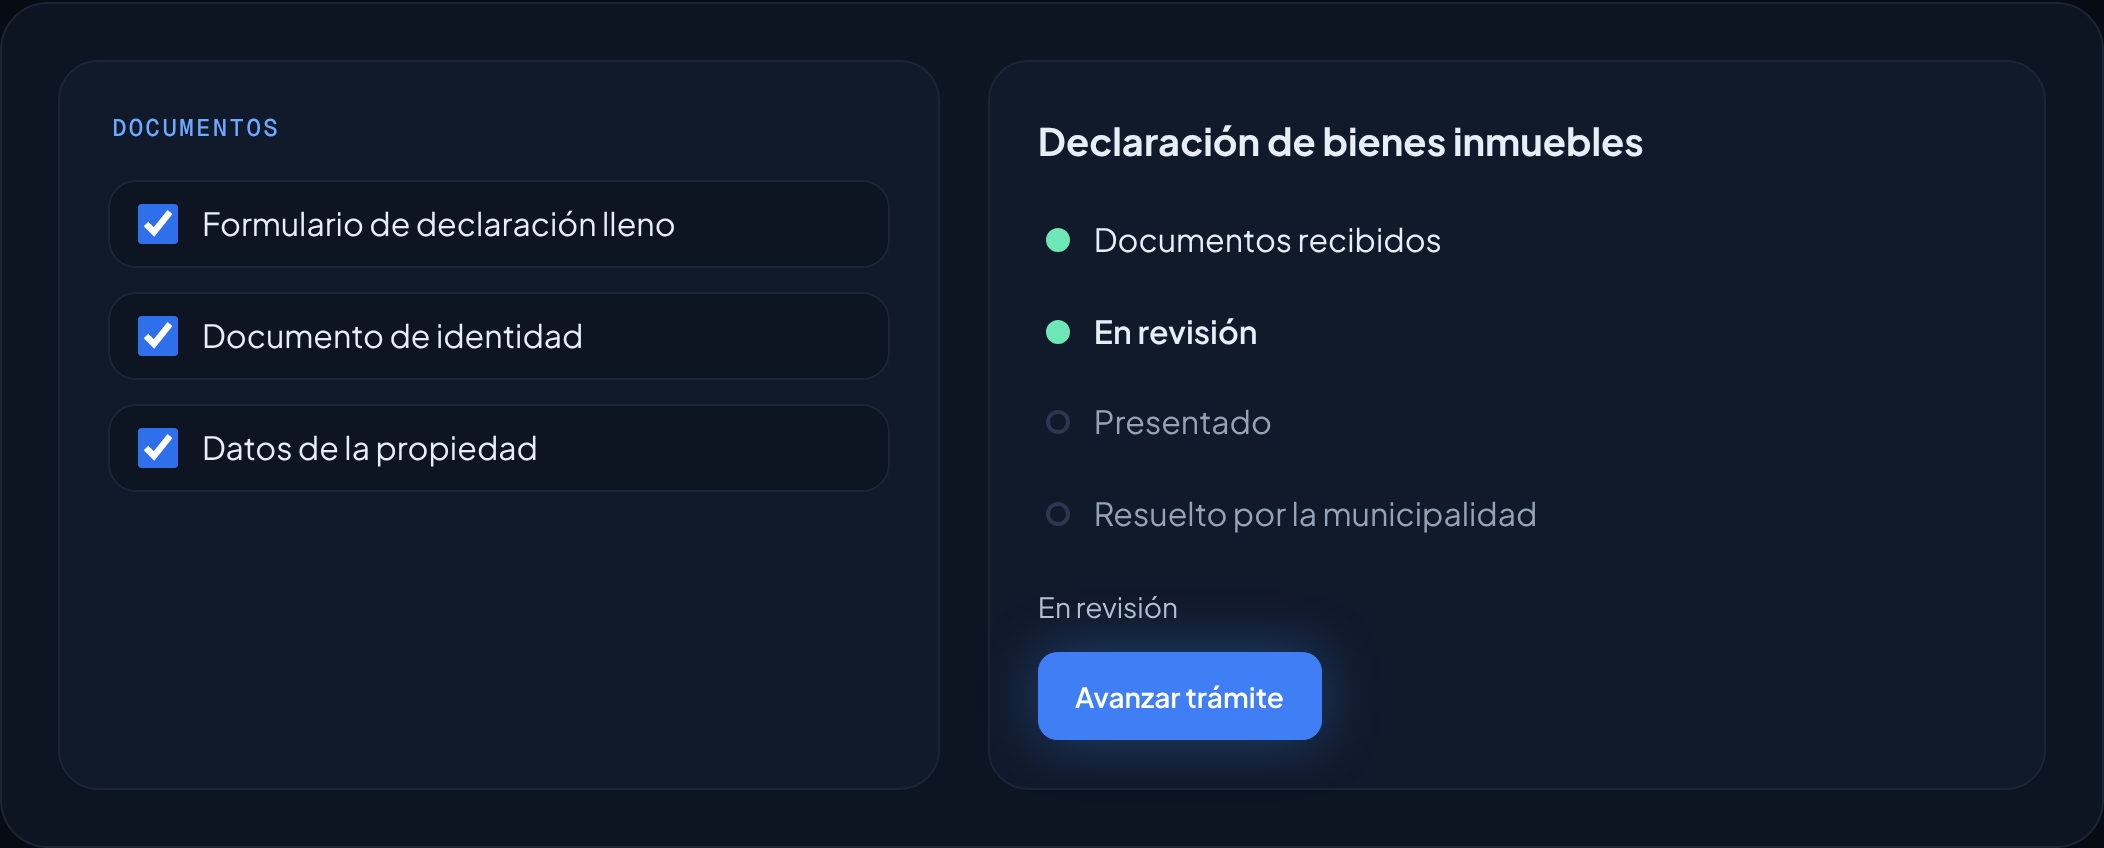 DOCUMENTOS
Formulario de declaración lleno
Documento de identidad
Datos de la propiedad
Declaración de bienes inmuebles
Documentos recibidos
En revisión
Presentado
Resuelto por la municipalidad
En revisión
Avanzar trámite